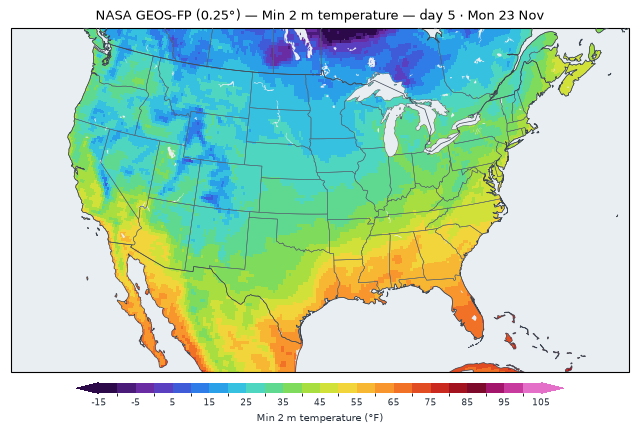 NASA GEOS-FP (0.25°) — Min 2 m temperature — day 5 · Mon 23 Nov
-15 -5 5 15 25 35 45 55 65 75 85 95 105
Min 2 m temperature (°F)